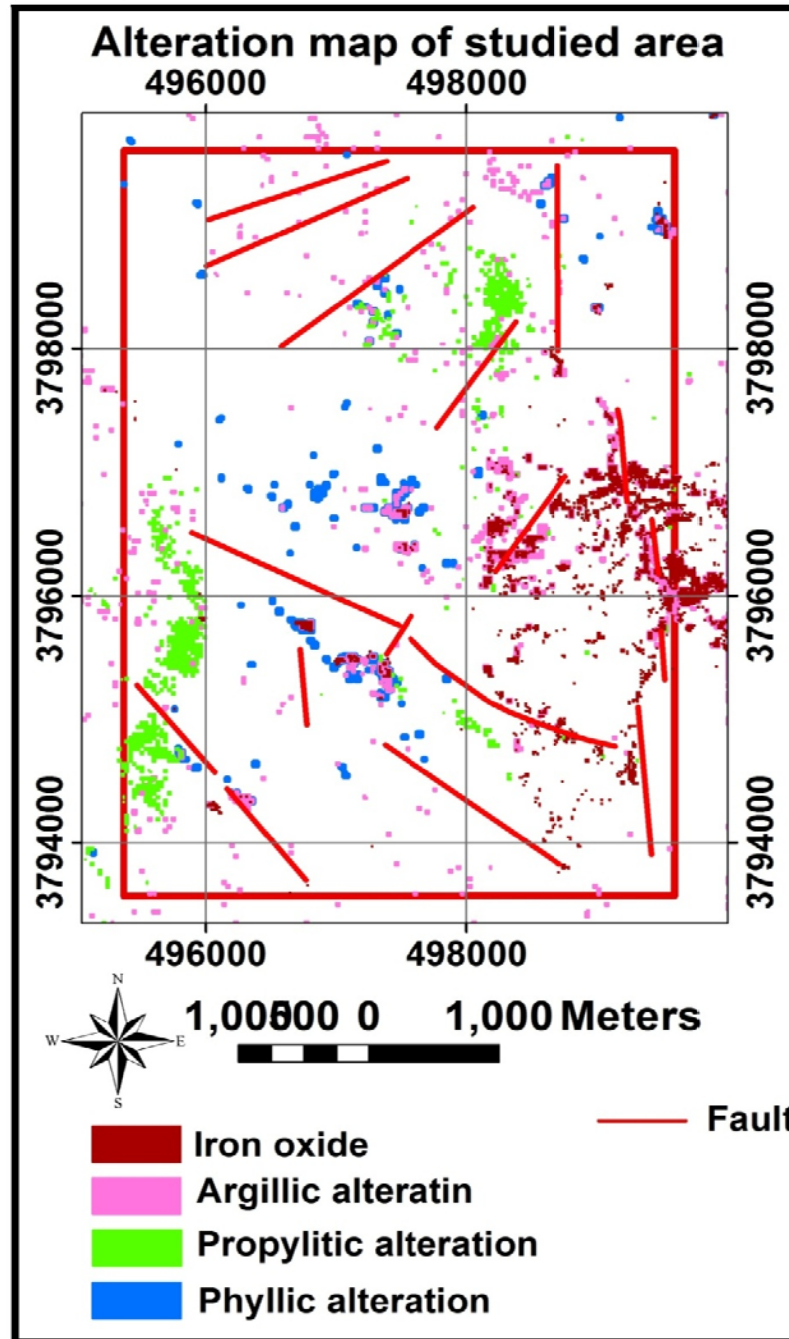 Alteration map of studied area
496000 498000
3798000 3798000
3796000 3796000
3794000 3794000
496000 498000
N
W E
S
1,000 500 0 1,000 Meters
Fault
Iron oxide
Argillic alteratin
Propylitic alteration
Phyllic alteration